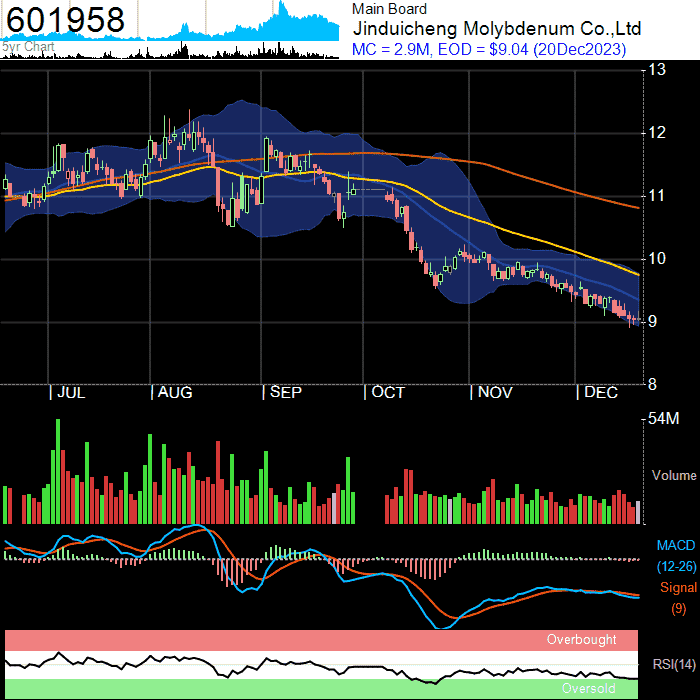 601958
5yr Chart
Main Board
Jinduicheng Molybdenum Co.,Ltd
MC = 2.9M, EOD = $9.04 (20Dec2023)
13
12
11
10
9
8
JUL
AUG
SEP
OCT
NOV
DEC
54M
Volume
MACD
(12-26)
Signal
(9)
Overbought
RSI(14)
Oversold